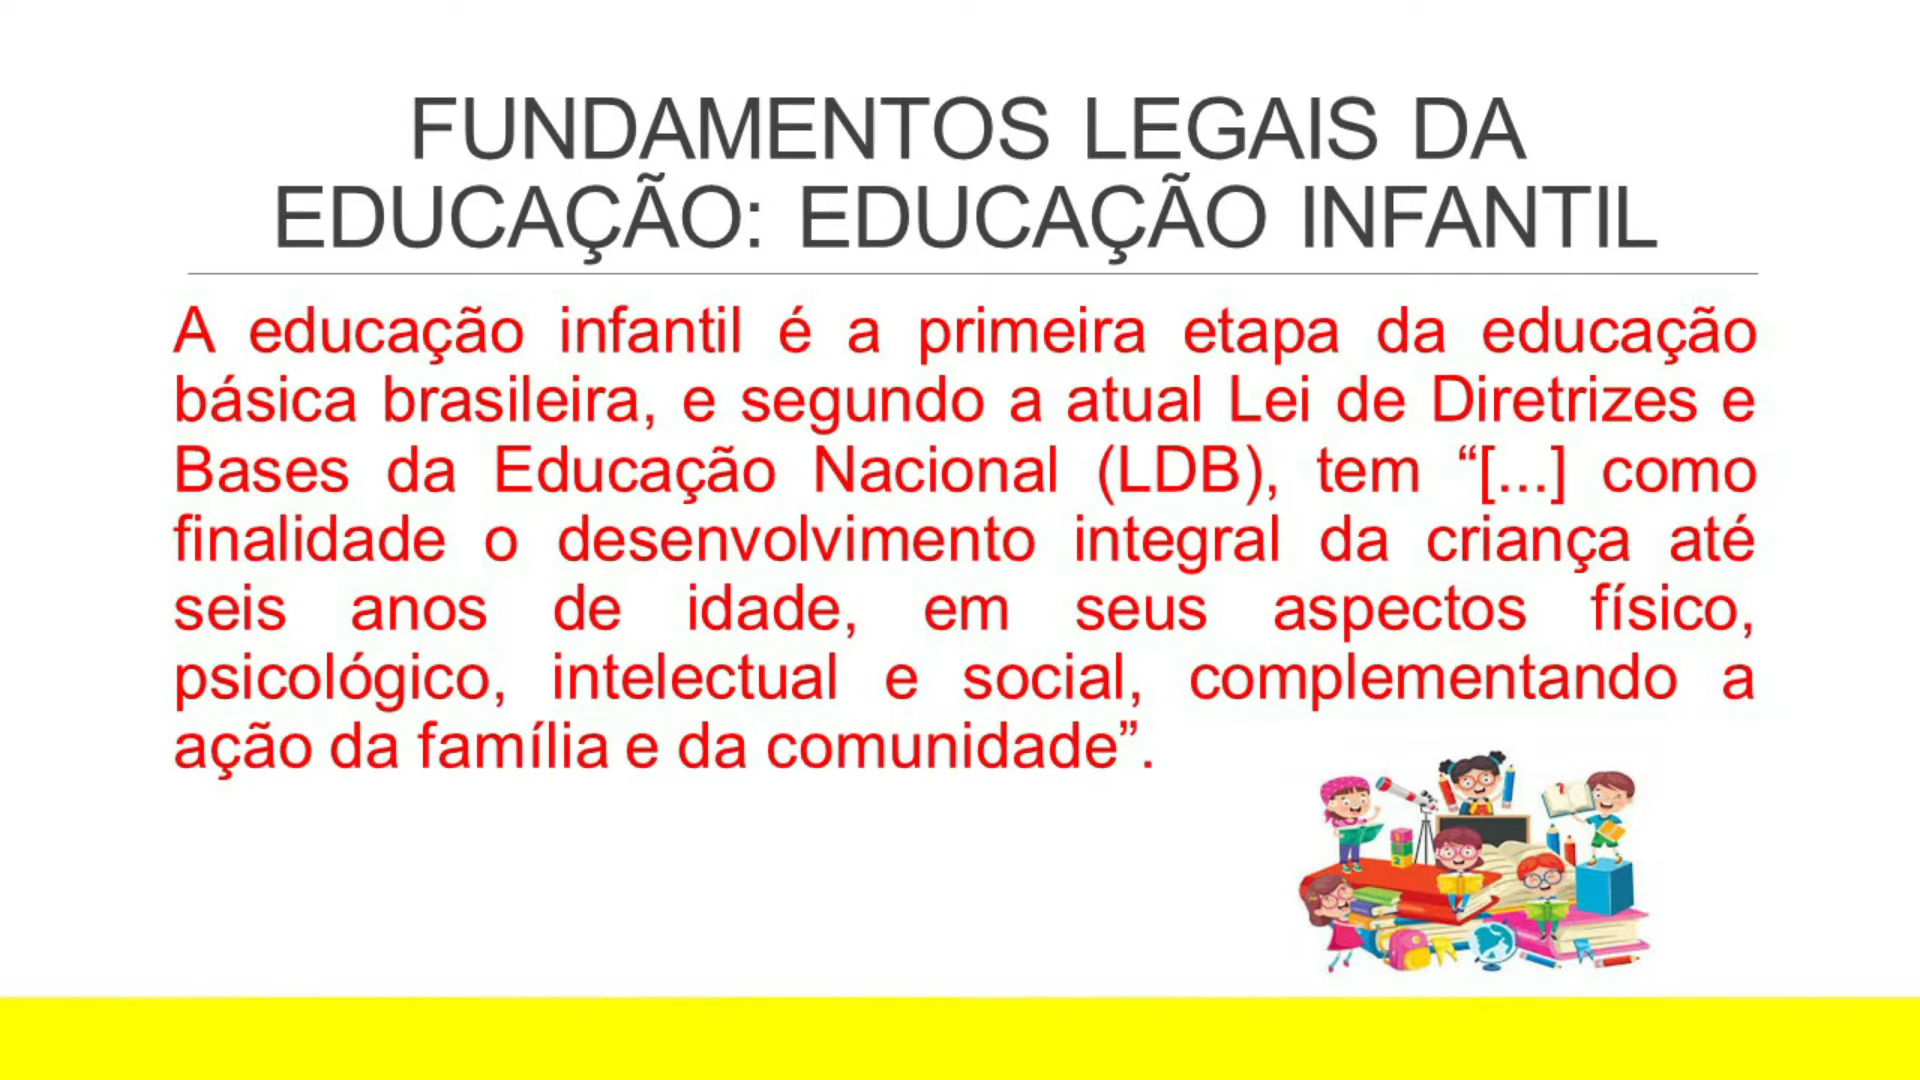 FUNDAMENTOS LEGAIS DA
EDUCAÇÃO: EDUCAÇÃO INFANTIL
A educação infantil é a primeira etapa da educação
básica brasileira, e segundo a atual Lei de Diretrizes e
Bases da Educação Nacional (LDB), tem “[...] como
finalidade o desenvolvimento integral da criança até
seis anos de idade, em seus aspectos físico,
psicológico, intelectual e social, complementando a
ação da família e da comunidade”.